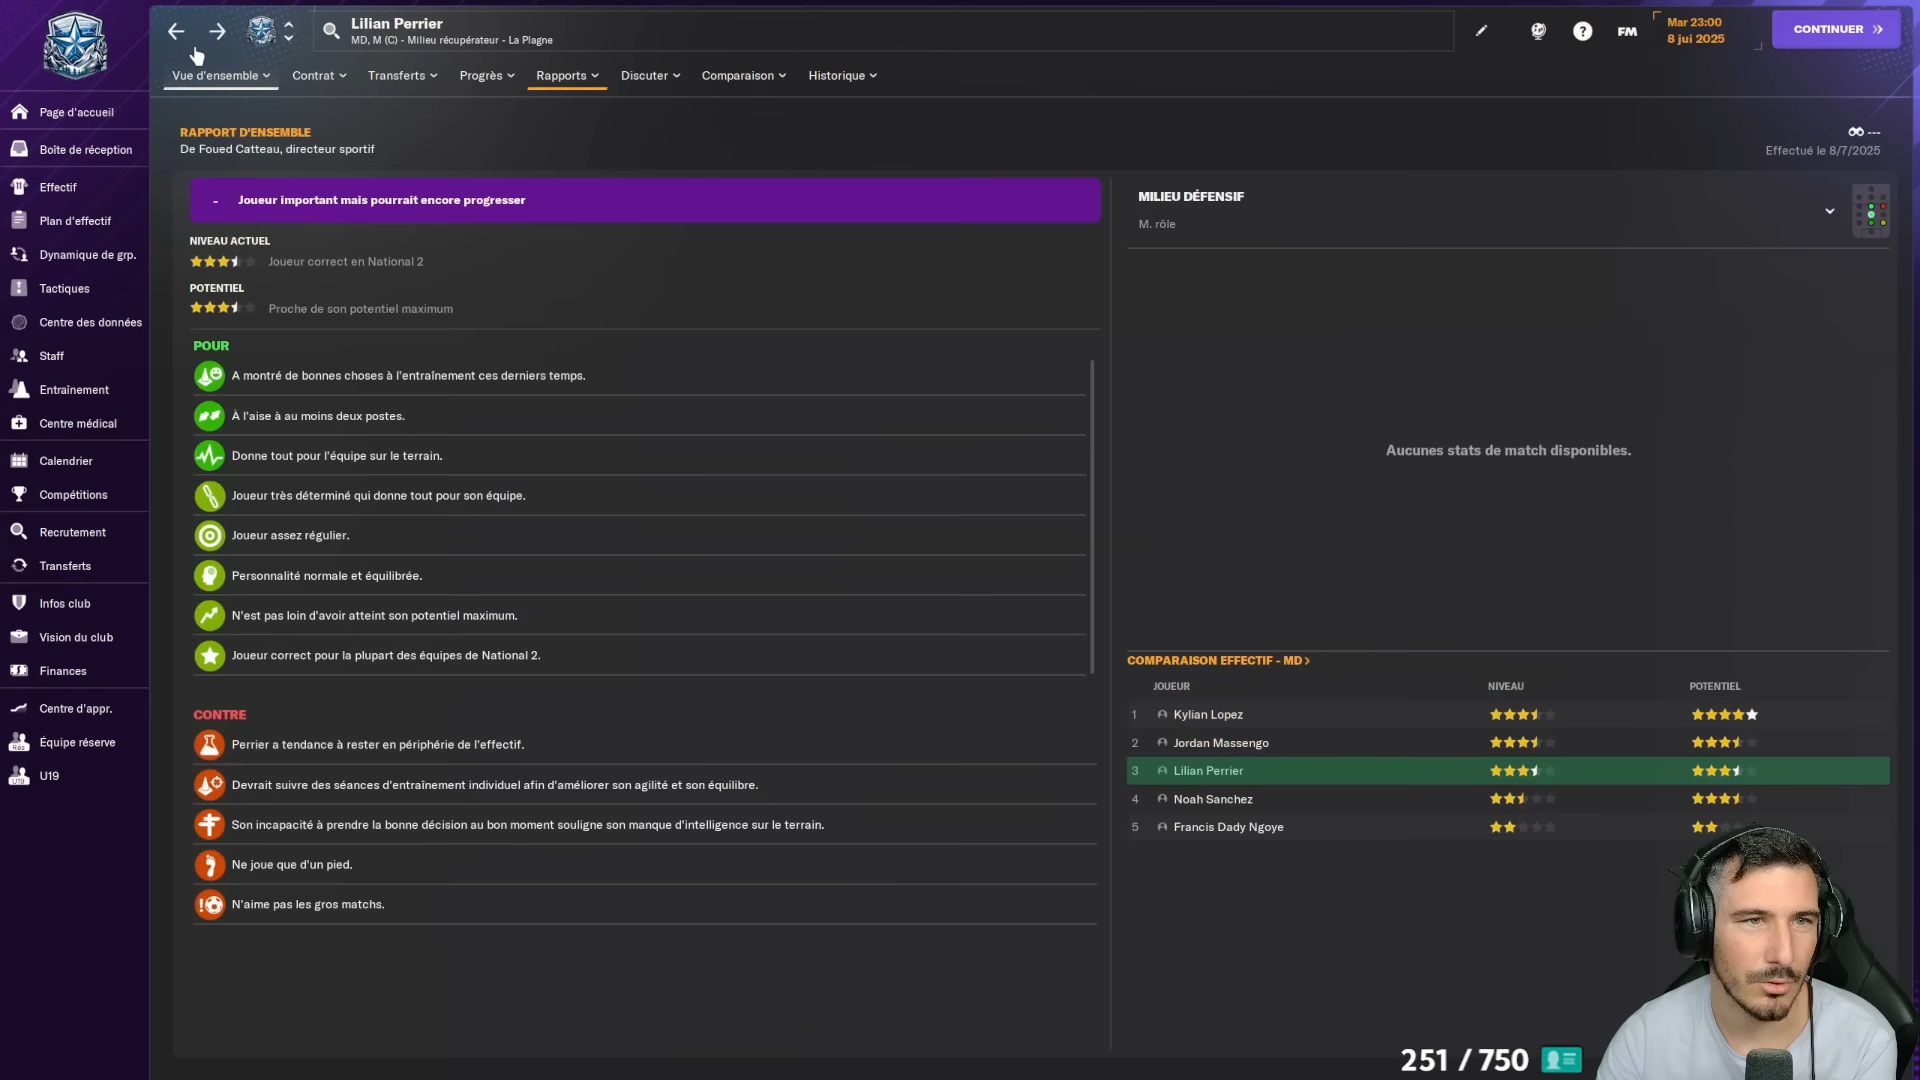 Lilian Perrier
MD, M (C) - Milieu récupérateur - La Plagne
FM
Mar 23:00
8 jui 2025
CONTINUER
Vue d'ensemble
Contrat
Transferts
Progrès
Rapports
Discuter
Comparaison
Historique
Page d'accueil
Boîte de réception
Effectif
Plan d'effectif
Dynamique de grp.
Tactiques
Centre des données
Staff
Entraînement
Centre médical
Calendrier
Compétitions
Recrutement
Transferts
Infos club
Vision du club
Finances
Centre d'appr.
Équipe réserve
U19
RAPPORT D'ENSEMBLE
De Foued Catteau, directeur sportif
---
Effectué le 8/7/2025
- Joueur important mais pourrait encore progresser
NIVEAU ACTUEL
Joueur correct en National 2
POTENTIEL
Proche de son potentiel maximum
POUR
A montré de bonnes choses à l'entraînement ces derniers temps.
À l'aise à au moins deux postes.
Donne tout pour l'équipe sur le terrain.
Joueur très déterminé qui donne tout pour son équipe.
Joueur assez régulier.
Personnalité normale et équilibrée.
N'est pas loin d'avoir atteint son potentiel maximum.
Joueur correct pour la plupart des équipes de National 2.
CONTRE
Perrier a tendance à rester en périphérie de l'effectif.
Devrait suivre des séances d'entraînement individuel afin d'améliorer son agilité et son équilibre.
Son incapacité à prendre la bonne décision au bon moment souligne son manque d'intelligence sur le terrain.
Ne joue que d'un pied.
N'aime pas les gros matchs.
MILIEU DÉFENSIF
M. rôle
Aucunes stats de match disponibles.
COMPARAISON EFFECTIF - MD >
JOUEUR NIVEAU POTENTIEL
1 Kylian Lopez
2 Jordan Massengo
3 Lilian Perrier
4 Noah Sanchez
5 Francis Dady Ngoye
251 / 750